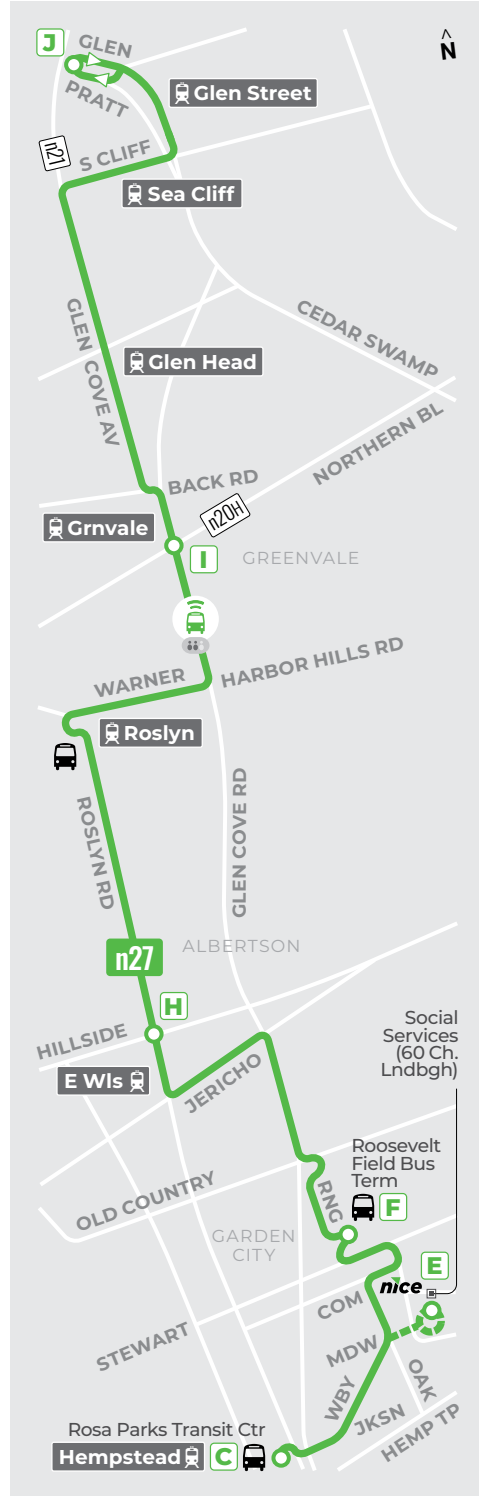 J
GLEN
N
PRATT
Glen Street
n21
S CLIFF
Sea Cliff
GLEN COVE AV
CEDAR SWAMP
Glen Head
NORTHERN BL
BACK RD
n20H
Grnvale
I
GREENVALE
WARNER
HARBOR HILLS RD
Roslyn
ROSLYN RD
GLEN COVE RD
n27
ALBERTSON
H
HILLSIDE
Social
Services
(60 Ch.
Lndbgh)
E Wls
JERICHO
Roosevelt
Field Bus
Term
RNG
F
OLD COUNTRY
GARDEN
CITY
E
nice
COM
STEWART
MDW
OAK
WBY
JKSN
HEMP TP
Rosa Parks Transit Ctr
Hempstead
C